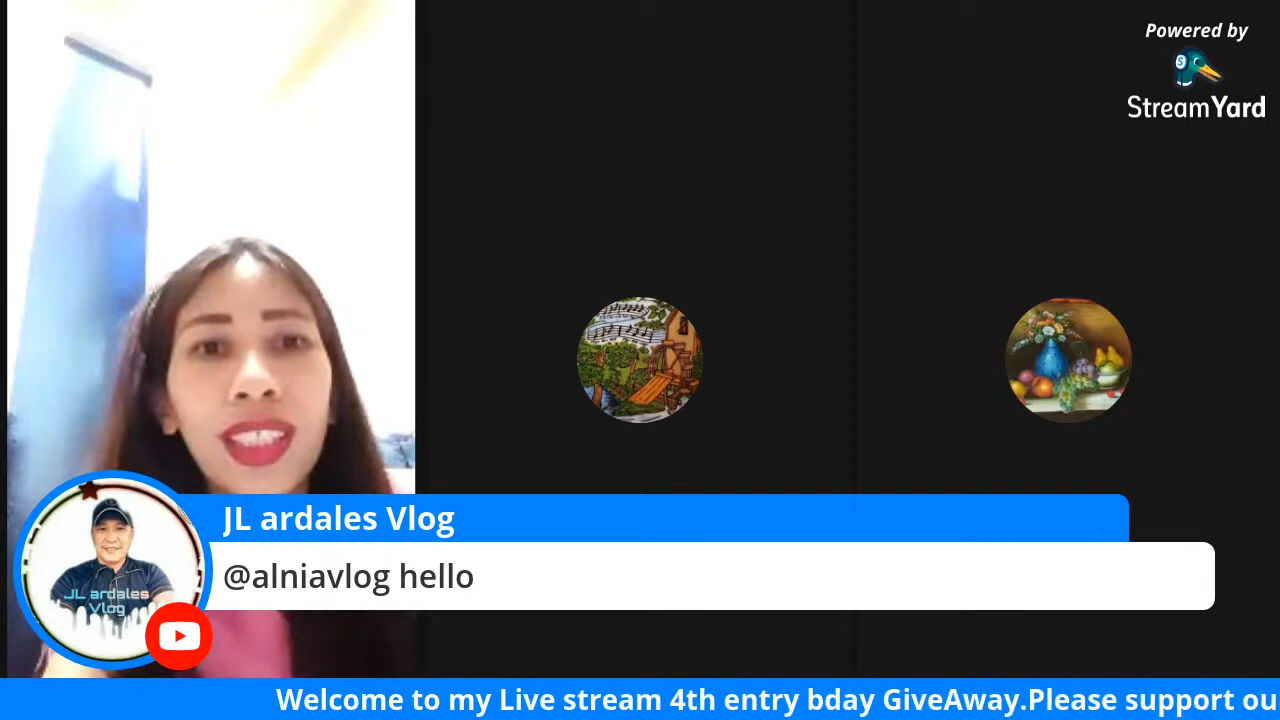 Powered by
StreamYard
JL ardales Vlog
@alniavlog hello
JL ardales
Vlog
Welcome to my Live stream 4th entry bday GiveAway.Please support ou